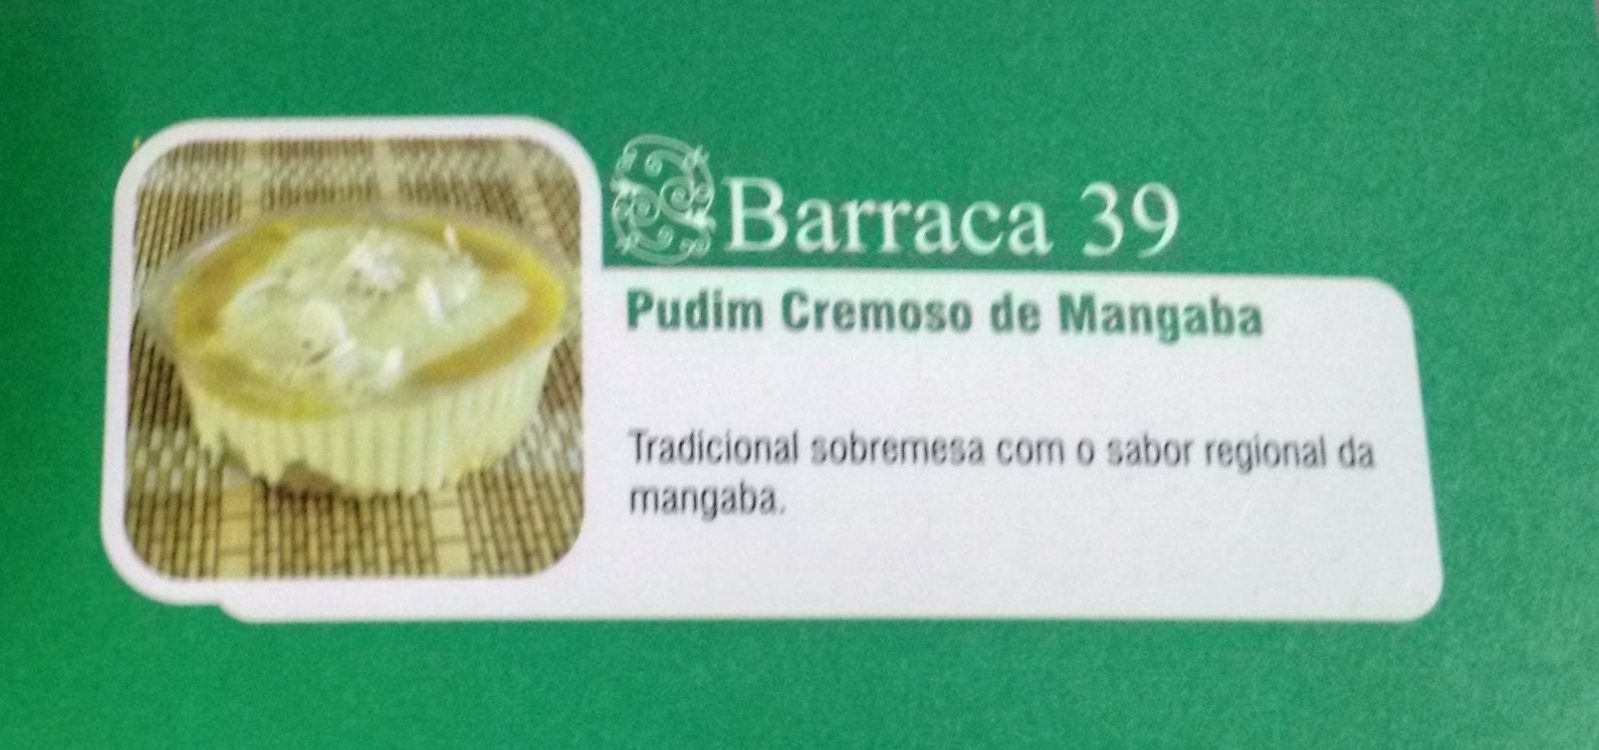 Barraca 39
Pudim Cremoso de Mangaba
Tradicional sobremesa com o sabor regional da
mangaba.